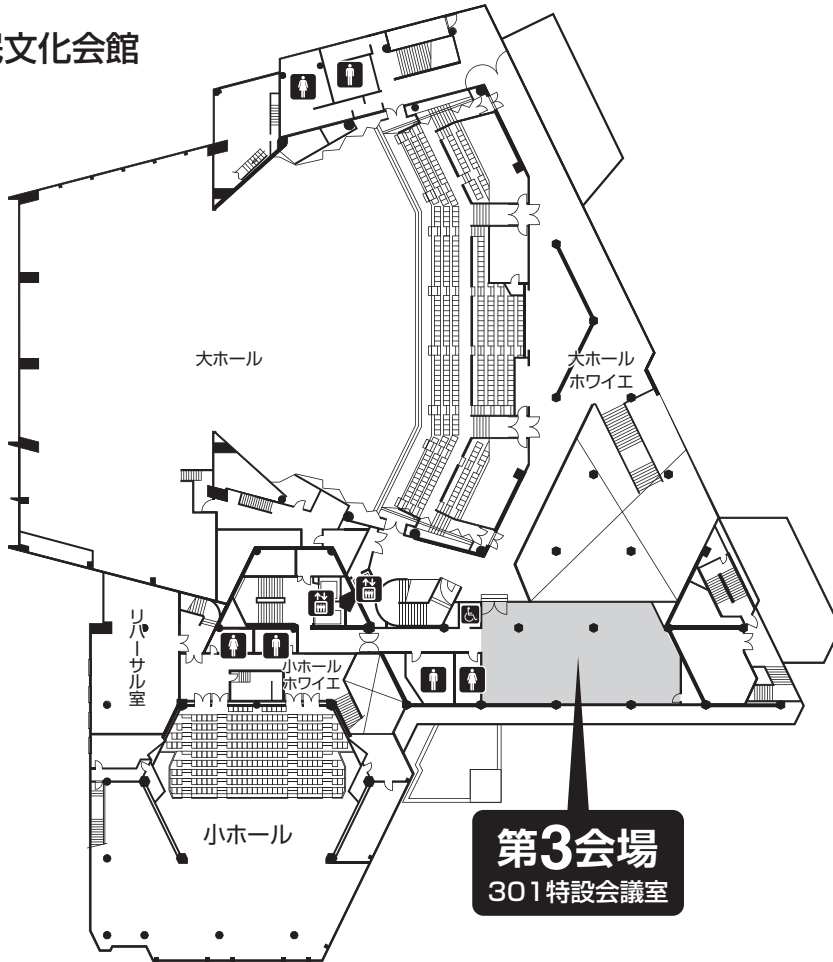 文化会館
大ホール
大ホール
ホワイエ
リハーサル室
小ホール
ホワイエ
小ホール
第3会場
301特設会議室